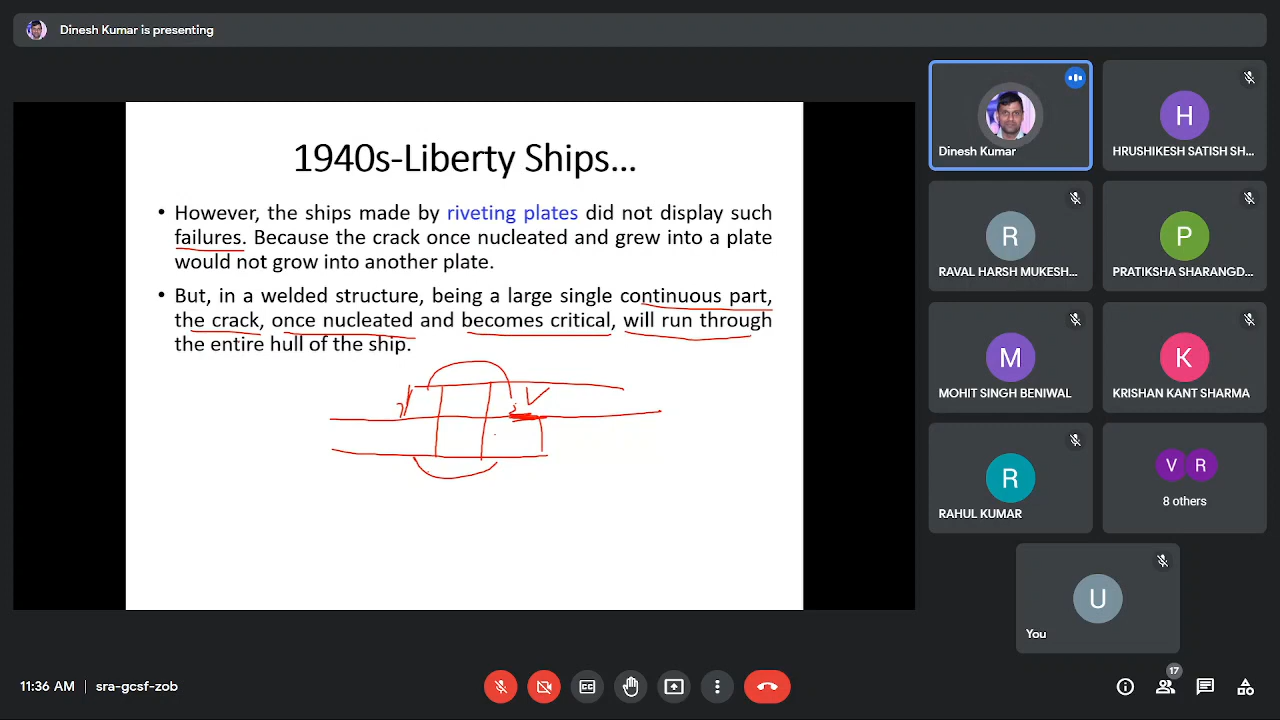 Dinesh Kumar is presenting
1940s-Liberty Ships...
• However, the ships made by riveting plates did not display such
failures. Because the crack once nucleated and grew into a plate
would not grow into another plate.
• But, in a welded structure, being a large single continuous part,
the crack, once nucleated and becomes critical, will run through
the entire hull of the ship.
Dinesh Kumar
H
HRUSHIKESH SATISH SH...
R
RAVAL HARSH MUKESH...
P
PRATIKSHA SHARANGD...
M
MOHIT SINGH BENIWAL
K
KRISHAN KANT SHARMA
R
RAHUL KUMAR
V R
8 others
U
You
11:36 AM | sra-gcsf-zob
CC
17